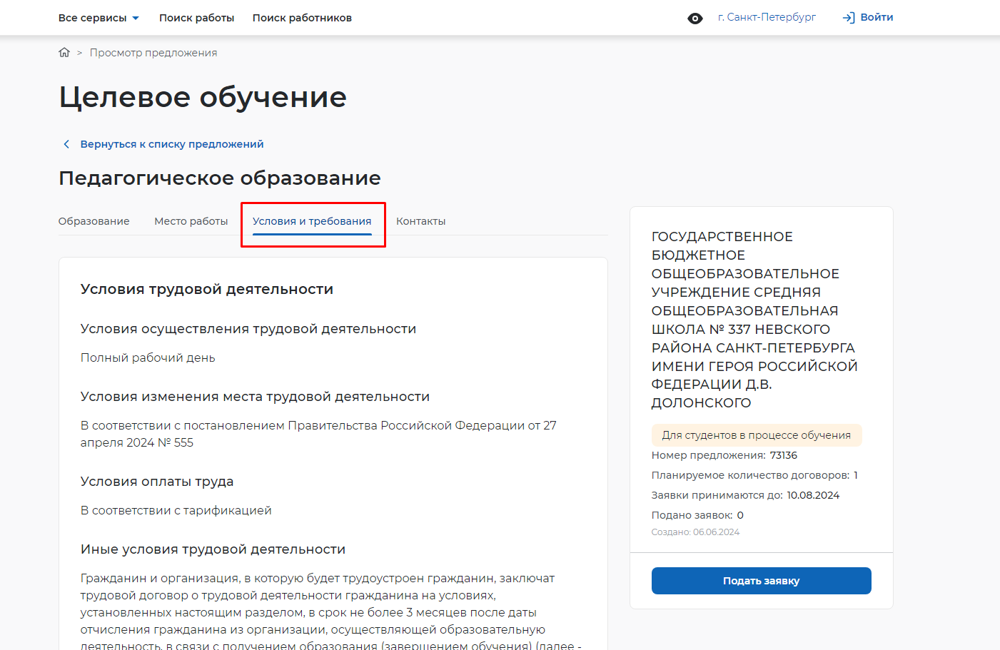 Все сервисы
Поиск работы
Поиск работников
г. Санкт-Петербург
Войти
> Просмотр предложения
Целевое обучение
Вернуться к списку предложений
Педагогическое образование
Образование
Место работы
Условия и требования
Контакты
Условия трудовой деятельности
Условия осуществления трудовой деятельности
Полный рабочий день
Условия изменения места трудовой деятельности
В соответствии с постановлением Правительства Российской Федерации от 27
апреля 2024 № 555
Условия оплаты труда
В соответствии с тарификацией
Иные условия трудовой деятельности
Гражданин и организация, в которую будет трудоустроен гражданин, заключат
трудовой договор о трудовой деятельности гражданина на условиях,
установленных настоящим разделом, в срок не более 3 месяцев после даты
отчисления гражданина из организации, осуществляющей образовательную
деятельность, в связи с получением образования (завершением обучения) (далее -
ГОСУДАРСТВЕННОЕ
БЮДЖЕТНОЕ
ОБЩЕОБРАЗОВАТЕЛЬНОЕ
УЧРЕЖДЕНИЕ СРЕДНЯЯ
ОБЩЕОБРАЗОВАТЕЛЬНАЯ
ШКОЛА № 337 НЕВСКОГО
РАЙОНА САНКТ-ПЕТЕРБУРГА
ИМЕНИ ГЕРОЯ РОССИЙСКОЙ
ФЕДЕРАЦИИ Д.В.
ДОЛОНСКОГО
Для студентов в процессе обучения
Номер предложения: 73136
Планируемое количество договоров: 1
Заявки принимаются до: 10.08.2024
Подано заявок: 0
Создано: 06.06.2024
Подать заявку